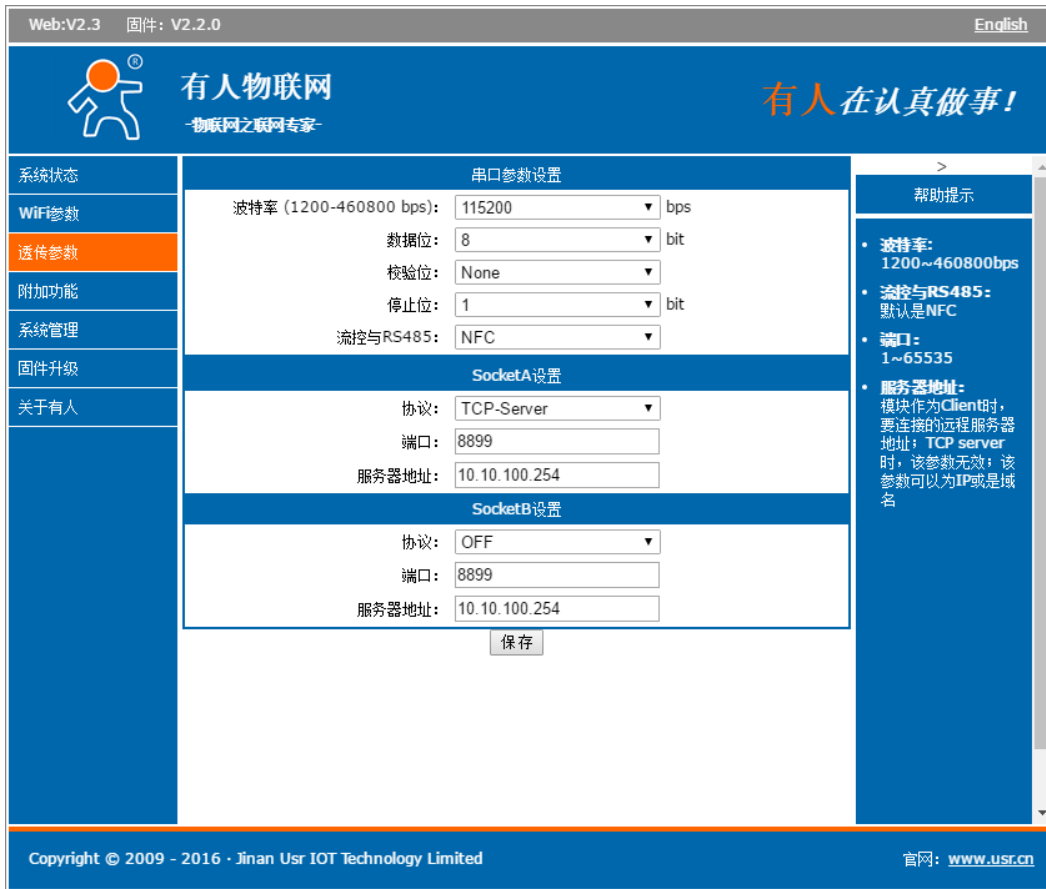 Web:V2.3 固件：V2.2.0 English
®
有人物联网
-物联网之联网专家-
有人在认真做事!
系统状态
WiFi参数
透传参数
附加功能
系统管理
固件升级
关于有人
串口参数设置
波特率 (1200-460800 bps)： 115200 bps
数据位： 8 bit
校验位： None
停止位： 1 bit
流控与RS485： NFC
SocketA设置
协议： TCP-Server
端口： 8899
服务器地址： 10.10.100.254
SocketB设置
协议： OFF
端口： 8899
服务器地址： 10.10.100.254
保存
>
帮助提示
• 波特率：
1200~460800bps
• 流控与RS485：
默认是NFC
• 端口：
1~65535
• 服务器地址：
模块作为Client时，
要连接的远程服务器
地址；TCP server
时，该参数无效；该
参数可以为IP或是域
名
Copyright © 2009 - 2016 · Jinan Usr IOT Technology Limited
官网：www.usr.cn